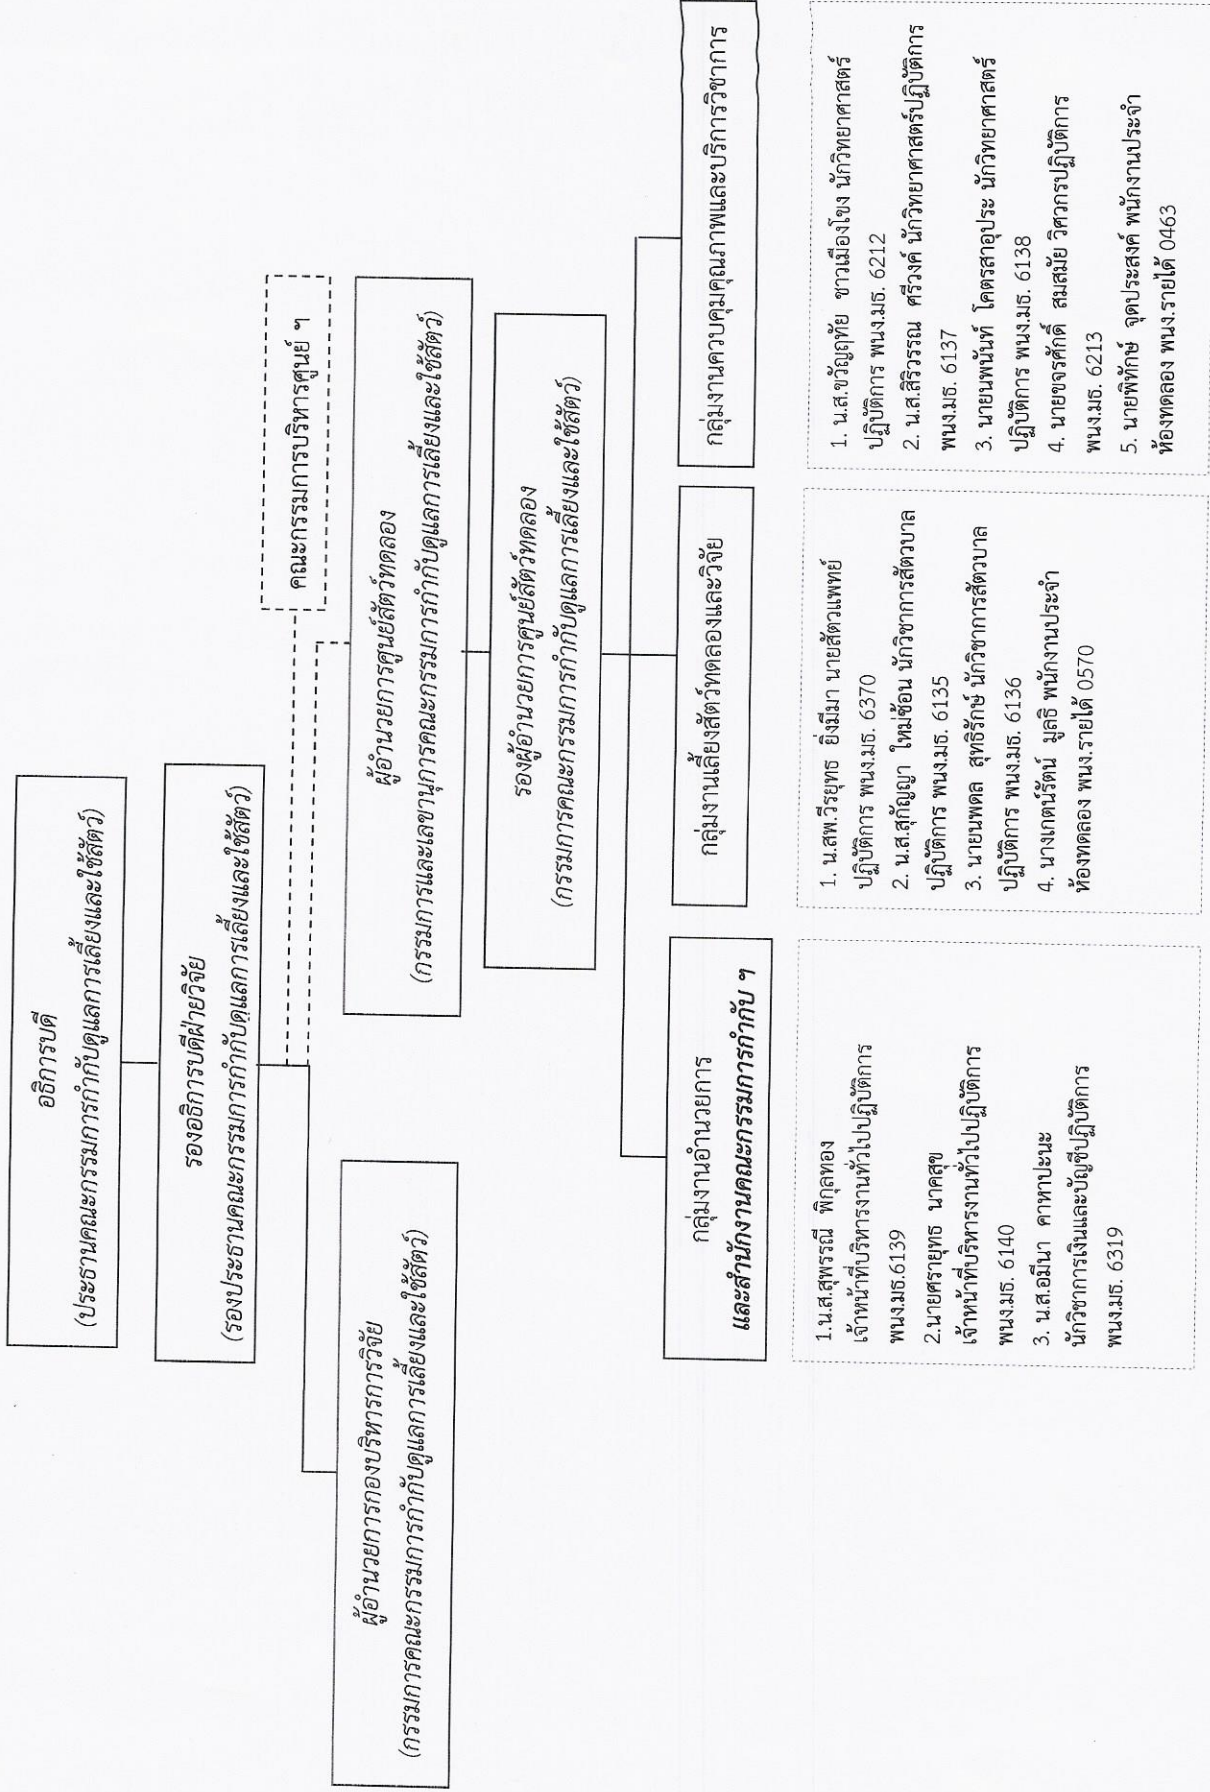 อธิการบดี
(ประธานคณะกรรมการกำกับดูแลการเลี้ยงและใช้สัตว์)
รองอธิการบดีฝ่ายวิจัย
(รองประธานคณะกรรมการกำกับดูแลการเลี้ยงและใช้สัตว์)
คณะกรรมการบริหารศูนย์ ฯ
ผู้อำนวยการกองบริหารการวิจัย
(กรรมการคณะกรรมการกำกับดูแลการเลี้ยงและใช้สัตว์)
ผู้อำนวยการศูนย์สัตว์ทดลอง
(กรรมการและเลขานุการคณะกรรมการกำกับดูแลการเลี้ยงและใช้สัตว์)
รองผู้อำนวยการศูนย์สัตว์ทดลอง
(กรรมการคณะกรรมการกำกับดูแลการเลี้ยงและใช้สัตว์)
กลุ่มงานอำนวยการ
และสำนักงานคณะกรรมการกำกับ ฯ
กลุ่มงานเลี้ยงสัตว์ทดลองและวิจัย
กลุ่มงานควบคุมคุณภาพและบริการวิชาการ
1.น.ส.สุพรรณี พิกุลทอง
เจ้าหน้าที่บริหารงานทั่วไปปฏิบัติการ
พนง.มธ.6139
2.นายศรายุทธ นาคสุข
เจ้าหน้าที่บริหารงานทั่วไปปฏิบัติการ
พนง.มธ. 6140
3. น.ส.อมีนา คาหาปะนะ
นักวิชาการเงินและบัญชีปฏิบัติการ
พนง.มธ. 6319
1. น.สพ.วีรยุทธ ยิ่งมีมา นายสัตวแพทย์
ปฏิบัติการ พนง.มธ. 6370
2. น.ส.สุกัญญา ใหม่ช้อน นักวิชาการสัตวบาล
ปฏิบัติการ พนง.มธ. 6135
3. นายนพดล สุทธิรักษ์ นักวิชาการสัตวบาล
ปฏิบัติการ พนง.มธ. 6136
4. นางเกตน์รัตน์ มูลธิ พนักงานประจำ
ห้องทดลอง พนง.รายได้ 0570
1. น.ส.ขวัญฤทัย ชาวเมืองโขง นักวิทยาศาสตร์
ปฏิบัติการ พนง.มธ. 6212
2. น.ส.สิริวรรณ ศรีวงค์ นักวิทยาศาสตร์ปฏิบัติการ
พนง.มธ. 6137
3. นายนพนันท์ โคตรสาอุประ นักวิทยาศาสตร์
ปฏิบัติการ พนง.มธ. 6138
4. นายขจรศักดิ์ สมสมัย วิศวกรปฏิบัติการ
พนง.มธ. 6213
5. นายพิทักษ์ จุดประสงค์ พนักงานประจำ
ห้องทดลอง พนง.รายได้ 0463